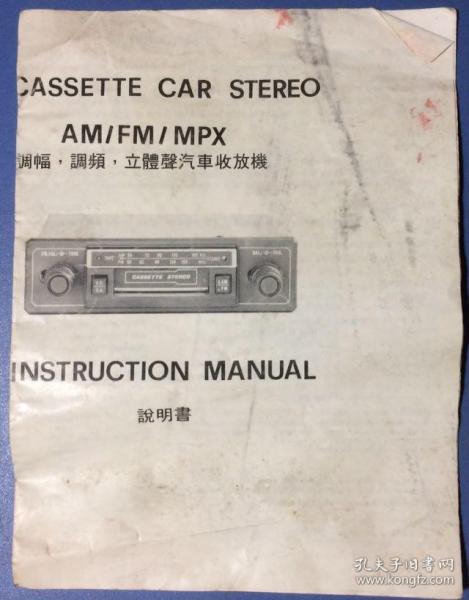 CASSETTE CAR STEREO
AM/FM/MPX
調幅,調頻,立體聲汽車收放機
CASSETTE STEREO
INSTRUCTION MANUAL
說明書
孔夫子旧书网
www.kongfz.com